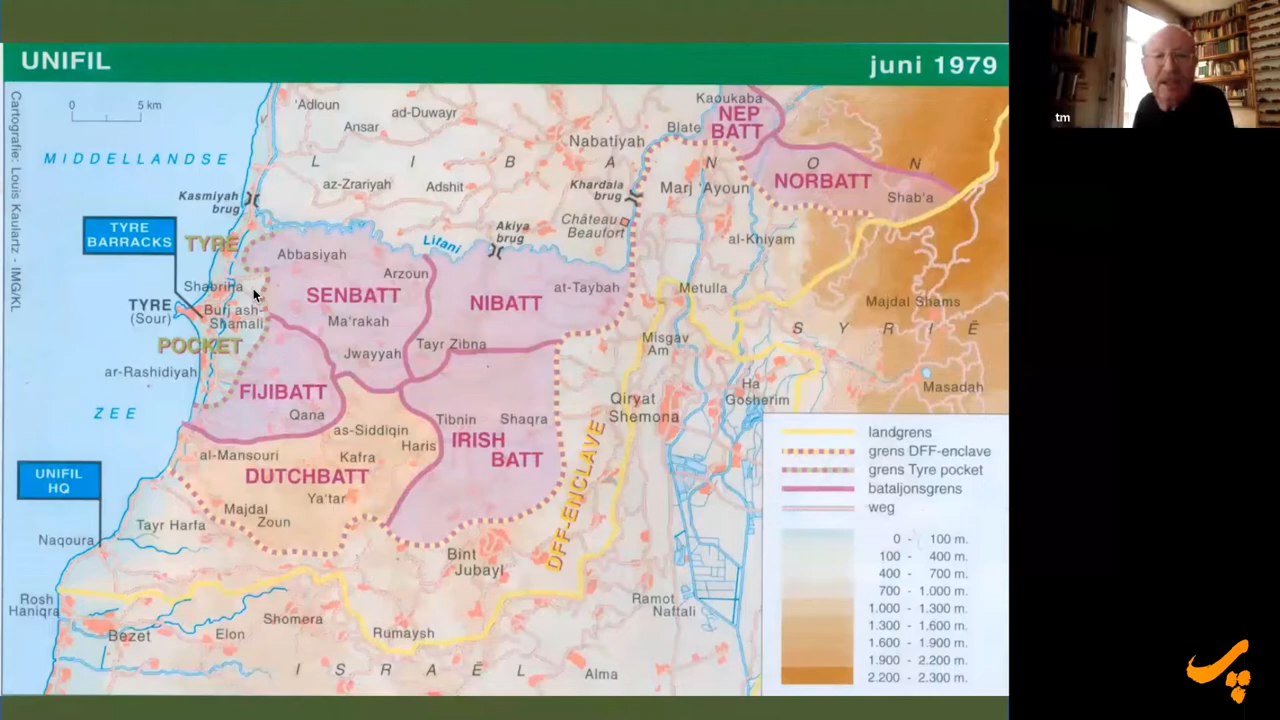 UNIFIL
juni 1979
tm
Cartografie: Louis Kaulartz - IMG/KL
0 5 km
MIDDELLANDSE
ZEE
L I B A N O N
'Adloun
ad-Duwayr
Ansar
Nabatiyah
Kaoukaba
NEP
BATT
Blate
az-Zrariyah
Adshit
Khardala
brug
Marj 'Ayoun
NORBATT
Shab'a
Kasmiyah
brug
Château
Beaufort
Akiya
brug
Litani
al-Khiyam
TYRE
BARRACKS
TYRE
Abbasiyah
Arzoun
Shabriha
SENBATT
NIBATT
at-Taybah
Metulla
Majdal Shams
TYRE
(Sour)
Burj ash-
Shamali
Ma'rakah
S Y R I Ë
POCKET
Jwayyah
Tayr Zibna
Misgav
Am
ar-Rashidiyah
FIJIBATT
Qana
Ha
Gosherim
Masadah
Qiryat
Shemona
Tibnin
Shaqra
as-Siddiqin
Haris
IRISH
BATT
al-Mansouri
Kafra
DUTCHBATT
DFF-ENCLAVE
UNIFIL
HQ
Ya'tar
Majdal
Zoun
Tayr Harfa
Naqoura
Bint
Jubayl
Rosh
Haniqra
Ramot
Naftali
Shomera
Bezet
Elon
Rumaysh
I S R A Ë L
Alma
landgrens
grens DFF-enclave
grens Tyre pocket
bataljonsgrens
weg
0 - 100 m.
100 - 400 m.
400 - 700 m.
700 - 1.000 m.
1.000 - 1.300 m.
1.300 - 1.600 m.
1.600 - 1.900 m.
1.900 - 2.200 m.
2.200 - 2.300 m.